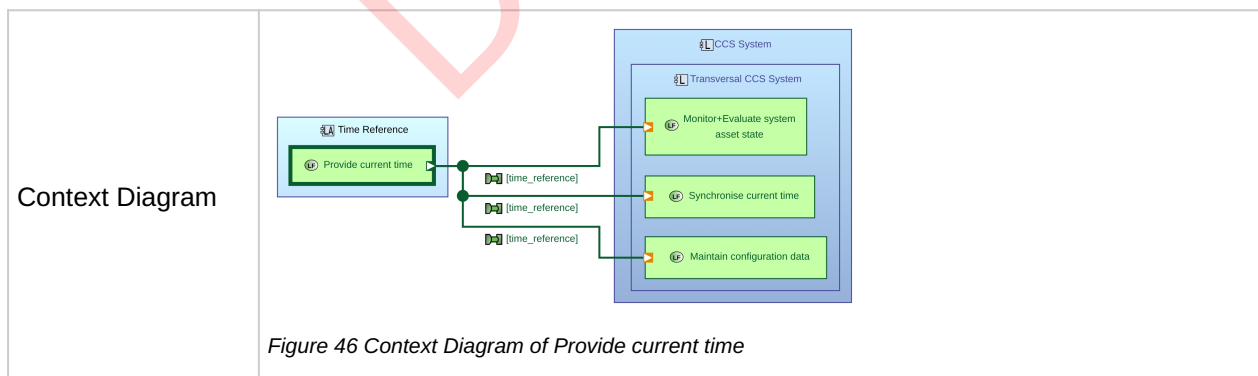 Context Diagram
CCS System
Transversal CCS System
Time Reference
Provide current time
Monitor+Evaluate system
asset state
[time_reference]
Synchronise current time
[time_reference]
[time_reference]
Maintain configuration data
Figure 46 Context Diagram of Provide current time